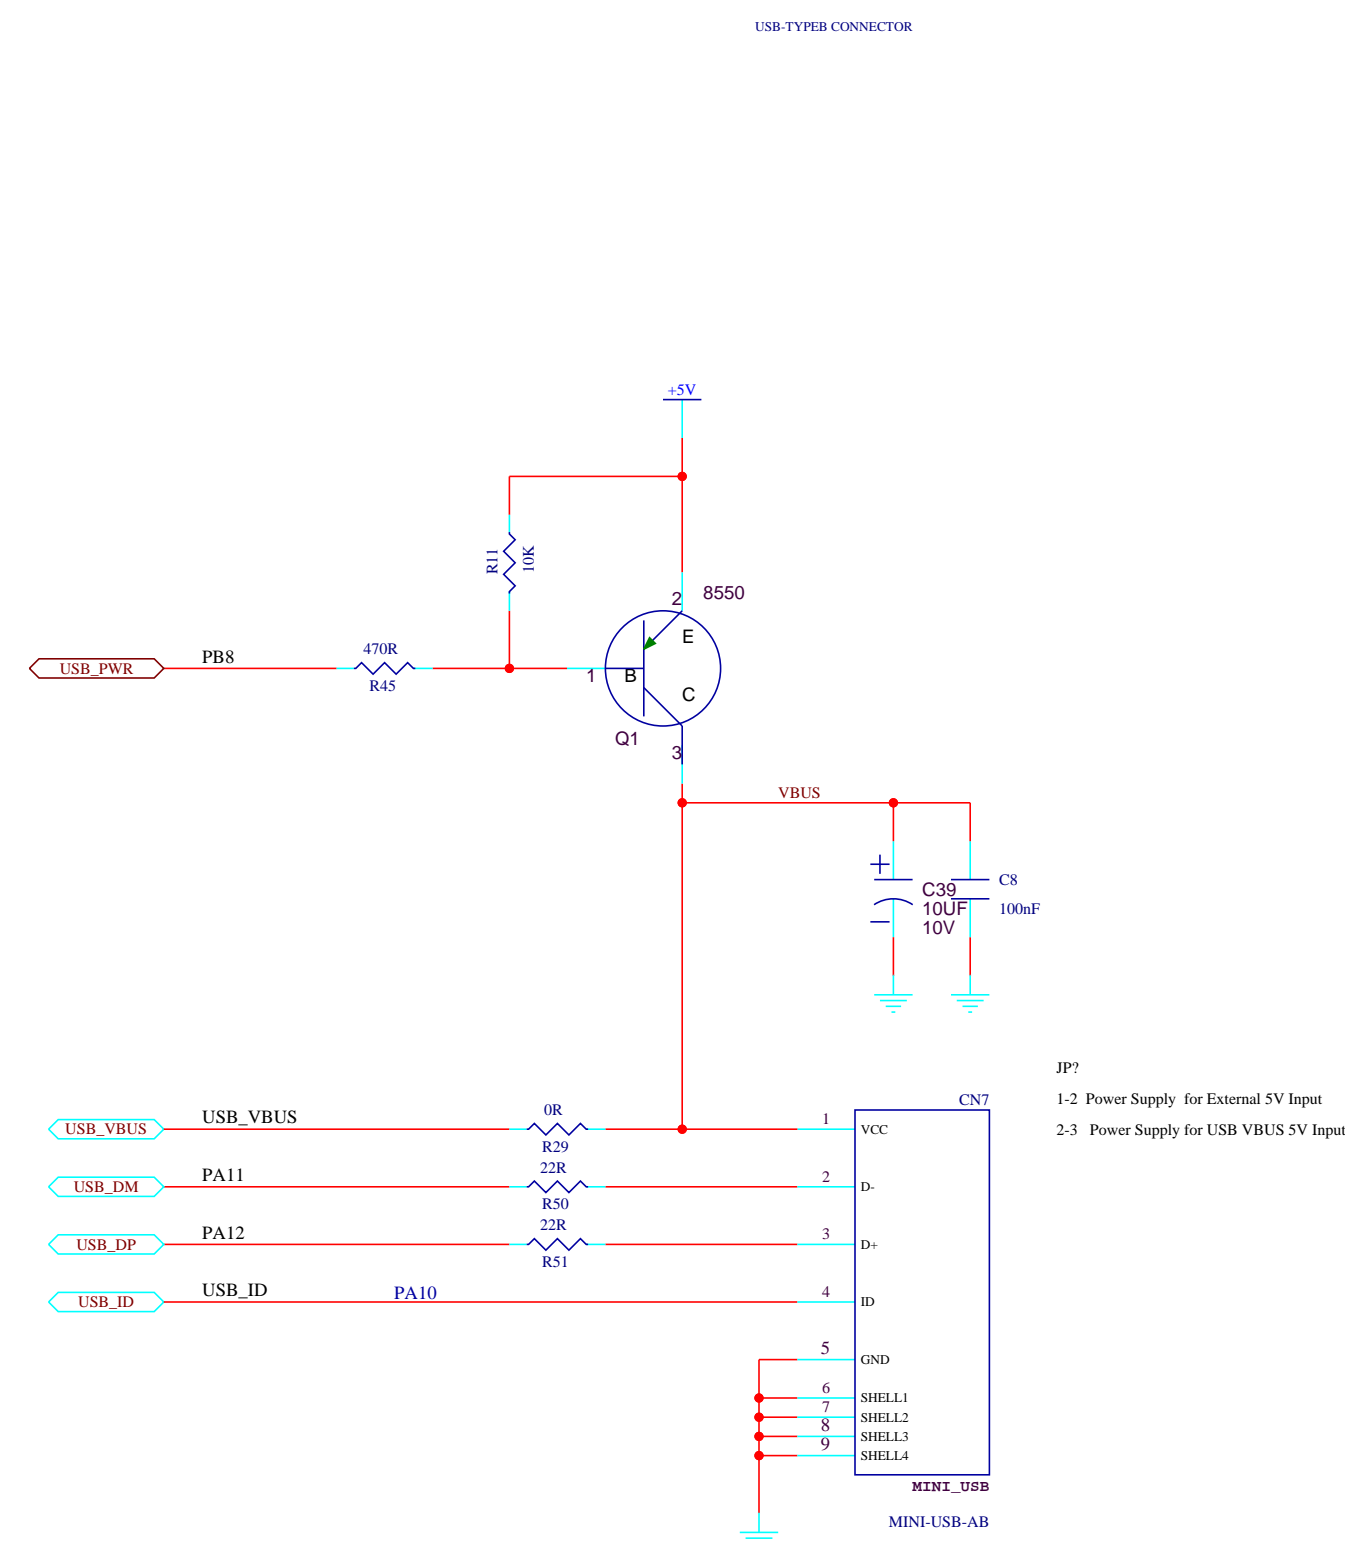 USB-TYPEB CONNECTOR
+5V
R11
10K
8550
2
E
470R
PB8
USB_PWR
R45
1
B
C
Q1
3
VBUS
C39
10UF
10V
C8
100nF
JP?
1-2 Power Supply for External 5V Input
2-3 Power Supply for USB VBUS 5V Input
CN7
USB_VBUS
USB_VBUS
0R
R29
1
VCC
USB_DM
PA11
22R
R50
2
D-
USB_DP
PA12
22R
R51
3
D+
USB_ID
USB_ID
PA10
4
ID
5
GND
6
SHELL1
7
SHELL2
8
SHELL3
9
SHELL4
MINI_USB
MINI-USB-AB